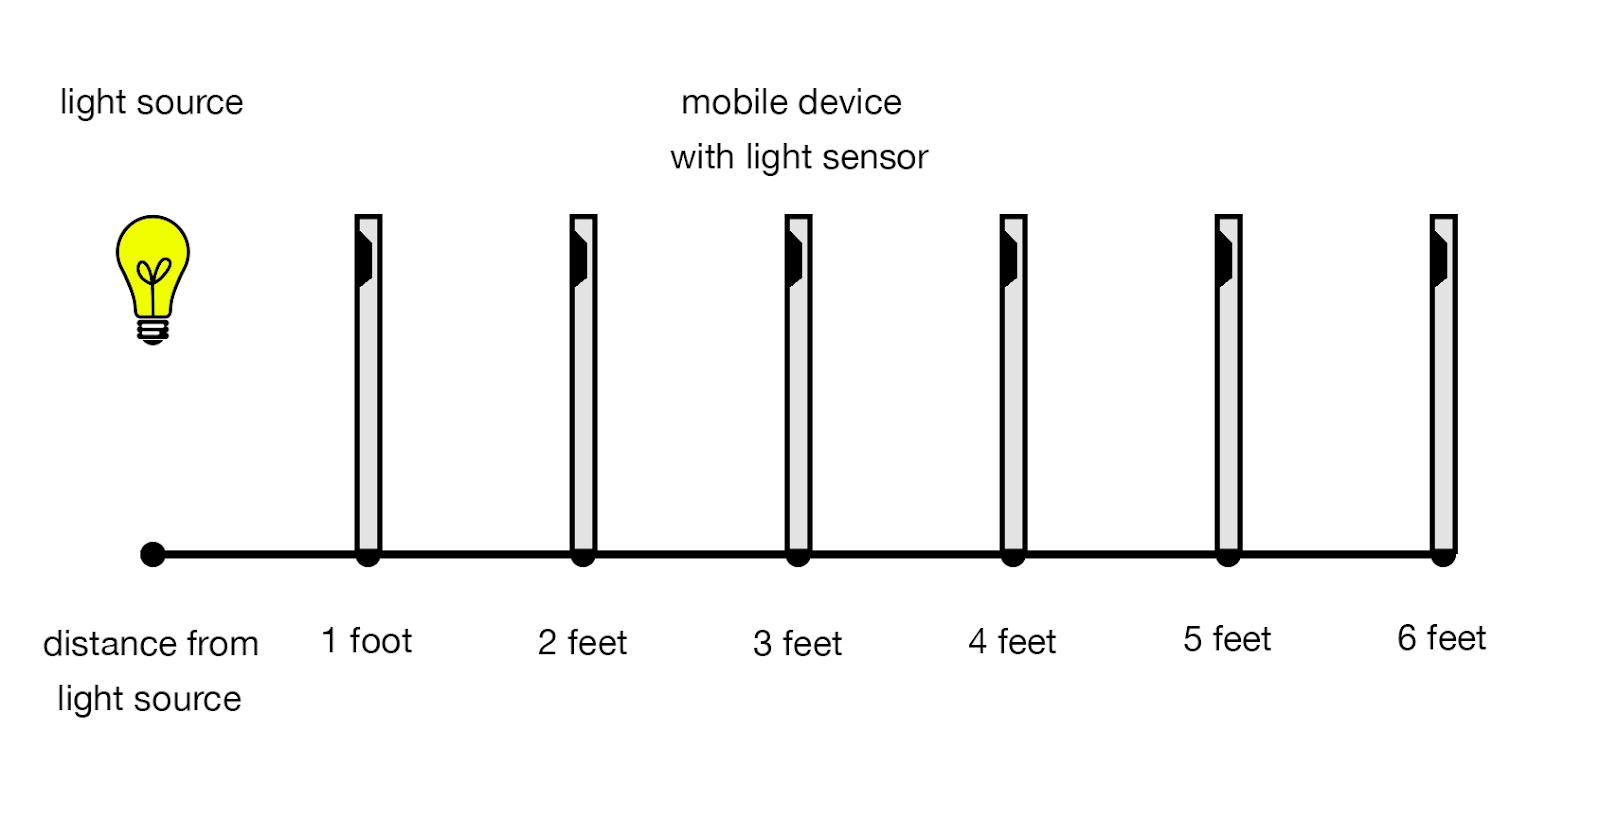 light source
mobile device
with light sensor
distance from
light source
1 foot
2 feet
3 feet
4 feet
5 feet
6 feet